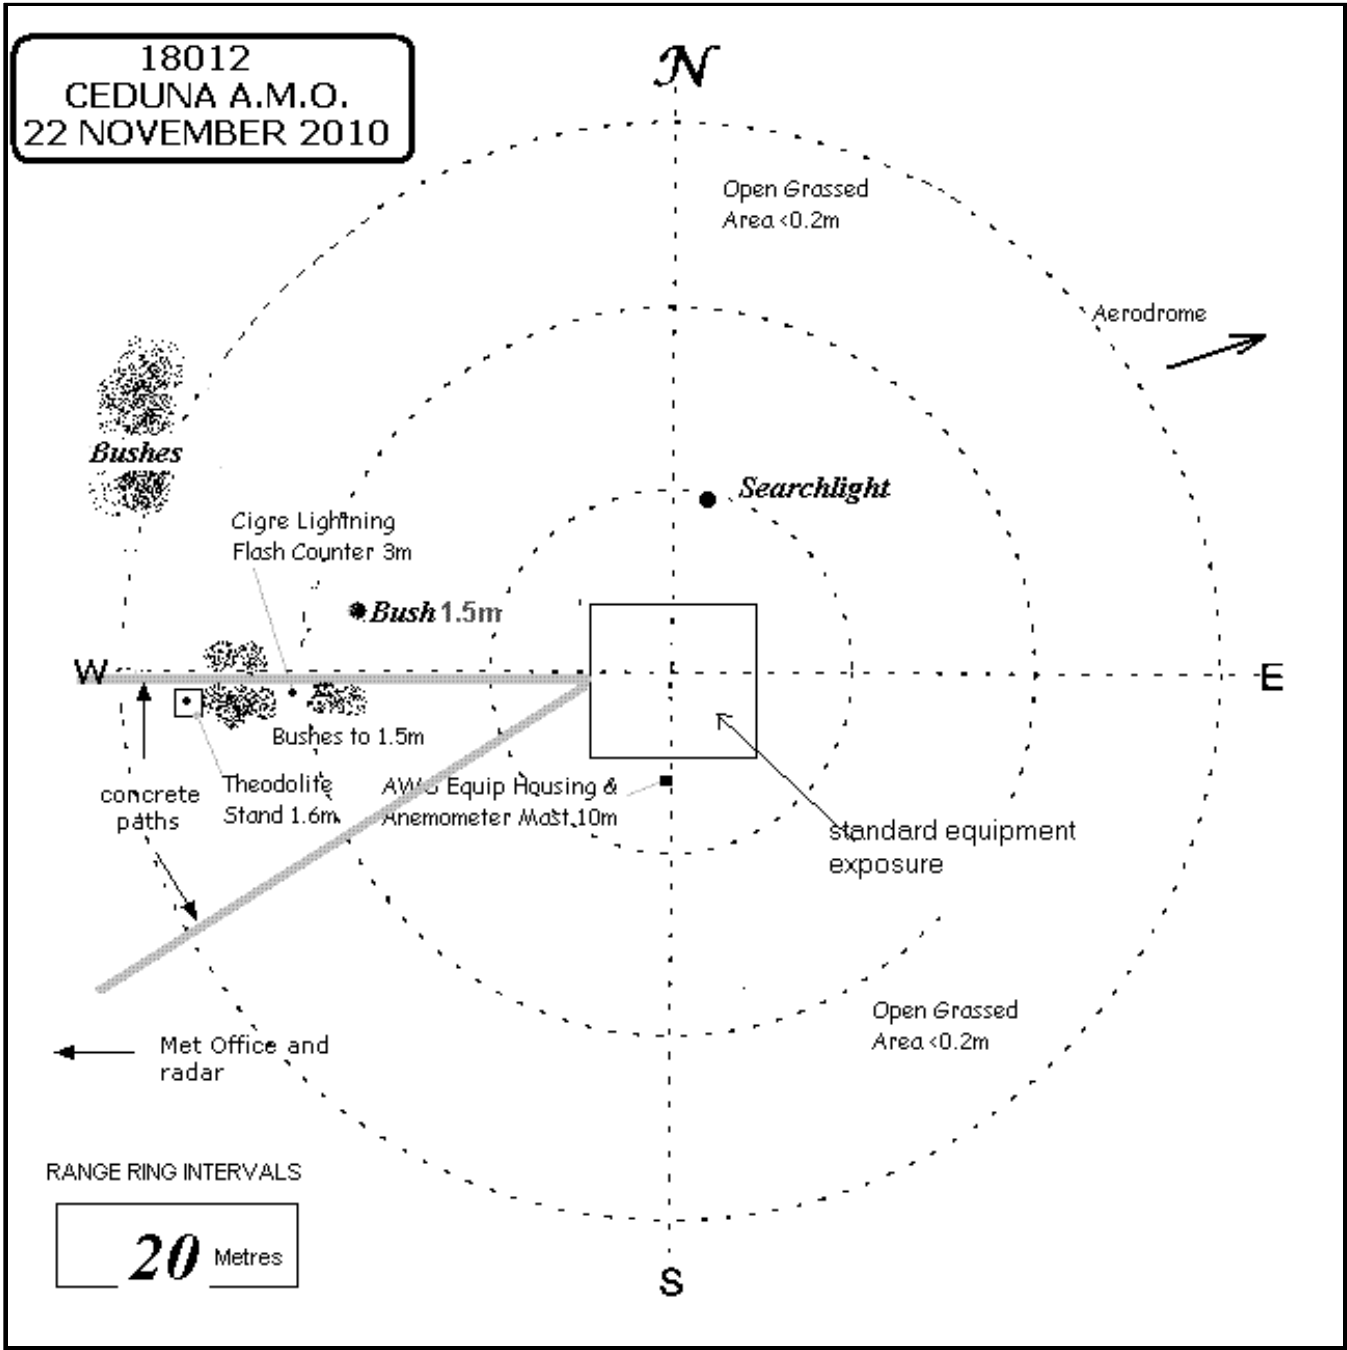 18012
CEDUNA A.M.O.
22 NOVEMBER 2010
N
Open Grassed
Area <0.2m
Aerodrome
Bushes
Searchlight
Cigre Lightning
Flash Counter 3m
Bush 1.5m
W
E
Bushes to 1.5m
Theodolite
Stand 1.6m
concrete
paths
AWS Equip Housing &
Anemometer Mast 10m
standard equipment
exposure
Open Grassed
Area <0.2m
Met Office and
radar
RANGE RING INTERVALS
20 Metres
S